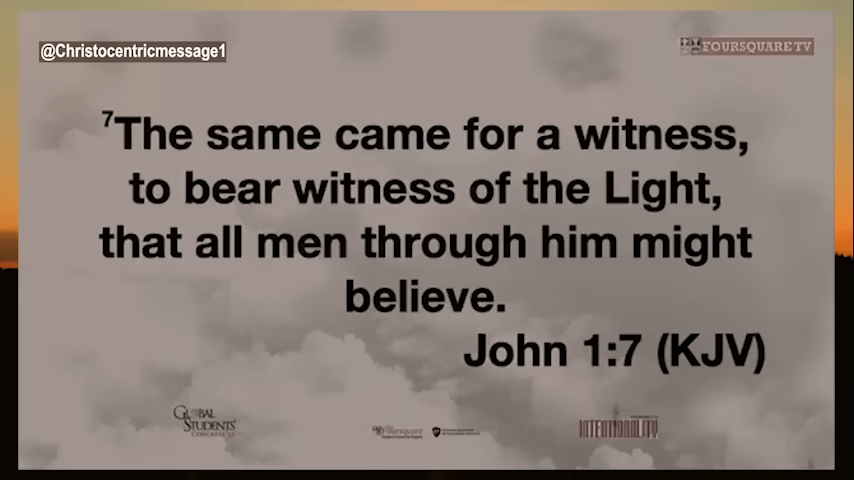 @Christocentricmessage1
FOURSQUARE TV
7The same came for a witness,
to bear witness of the Light,
that all men through him might
believe.
John 1:7 (KJV)
GLOBAL
STUDENTS'
Foursquare
INTENTIONALITY